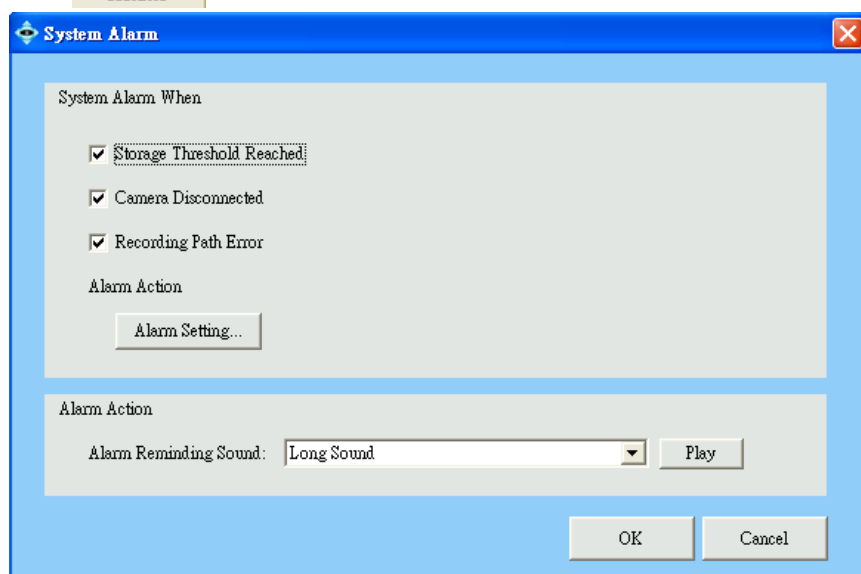 System Alarm
System Alarm When
Storage Threshold Reached
Camera Disconnected
Recording Path Error
Alarm Action
Alarm Setting...
Alarm Action
Alarm Reminding Sound: Long Sound Play
OK Cancel